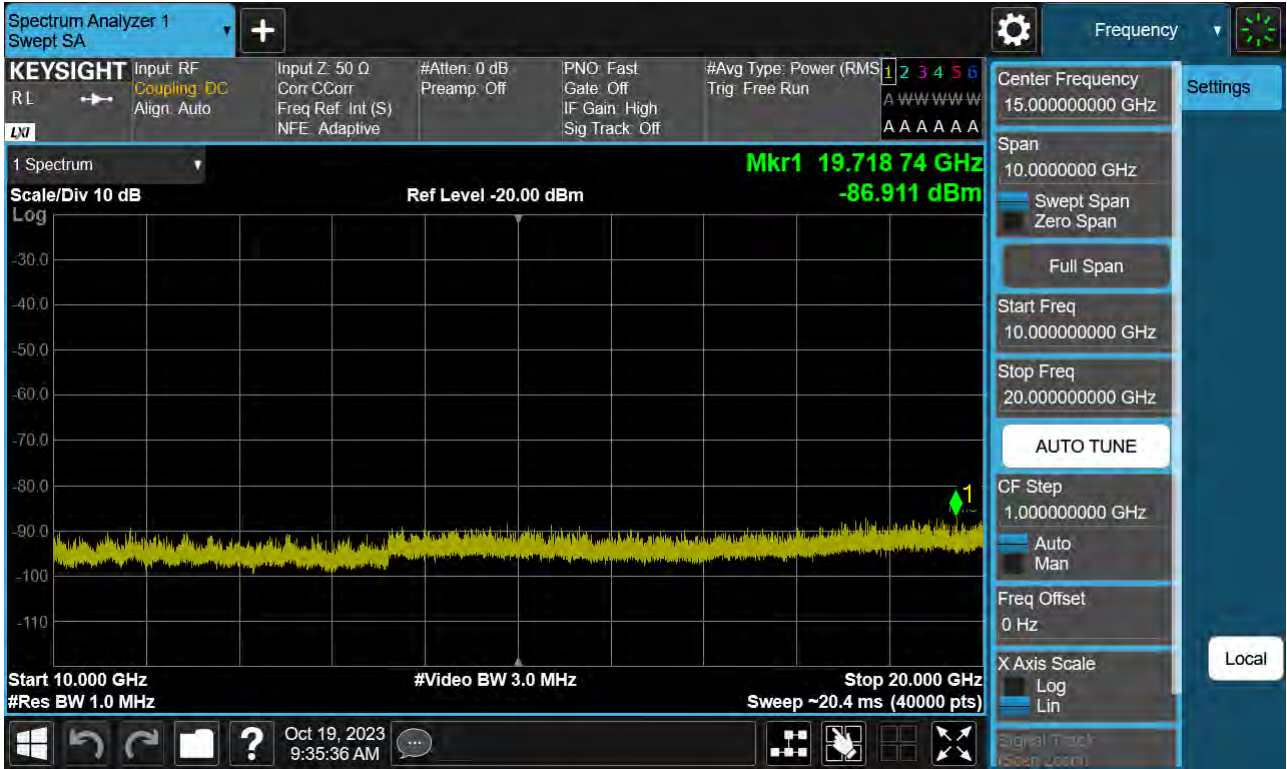 Spectrum Analyzer 1
Swept SA
+
Frequency
KEYSIGHT
R L
LXI
Input: RF
Coupling: DC
Align: Auto
Input Z: 50 Ω
Corr CCorr
Freq Ref: Int (S)
NFE: Adaptive
#Atten: 0 dB
Preamp: Off
PNO: Fast
Gate: Off
IF Gain: High
Sig Track: Off
#Avg Type: Power (RMS
Trig: Free Run
1 2 3 4 5 6
A W W W W W
A A A A A A
1 Spectrum
Scale/Div 10 dB
Log
Ref Level -20.00 dBm
Mkr1 19.718 74 GHz
-86.911 dBm
-30.0
-40.0
-50.0
-60.0
-70.0
-80.0
-90.0
-100
-110
1
Start 10.000 GHz
#Res BW 1.0 MHz
#Video BW 3.0 MHz
Stop 20.000 GHz
Sweep ~20.4 ms (40000 pts)
Center Frequency
15.000000000 GHz
Settings
Span
10.0000000 GHz
Swept Span
Zero Span
Full Span
Start Freq
10.000000000 GHz
Stop Freq
20.000000000 GHz
AUTO TUNE
CF Step
1.000000000 GHz
Auto
Man
Freq Offset
0 Hz
X Axis Scale
Log
Lin
Signal Track
(Span Zoom)
Local
?
Oct 19, 2023
9:35:36 AM